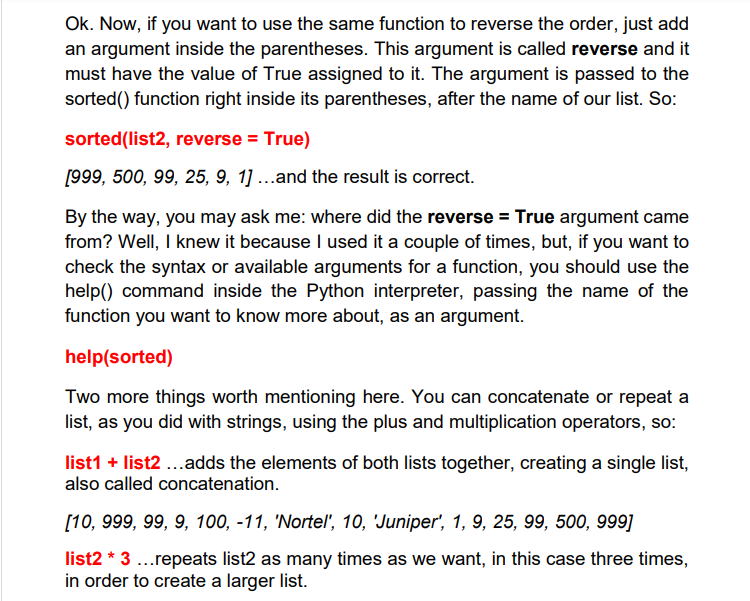 Ok. Now, if you want to use the same function to reverse the order, just add
an argument inside the parentheses. This argument is called reverse and it
must have the value of True assigned to it. The argument is passed to the
sorted() function right inside its parentheses, after the name of our list. So:
sorted(list2, reverse = True)
[999, 500, 99, 25, 9, 1] …and the result is correct.
By the way, you may ask me: where did the reverse = True argument came
from? Well, I knew it because I used it a couple of times, but, if you want to
check the syntax or available arguments for a function, you should use the
help() command inside the Python interpreter, passing the name of the
function you want to know more about, as an argument.
help(sorted)
Two more things worth mentioning here. You can concatenate or repeat a
list, as you did with strings, using the plus and multiplication operators, so:
list1 + list2 …adds the elements of both lists together, creating a single list,
also called concatenation.
[10, 999, 99, 9, 100, -11, 'Nortel', 10, 'Juniper', 1, 9, 25, 99, 500, 999]
list2 * 3 …repeats list2 as many times as we want, in this case three times,
in order to create a larger list.